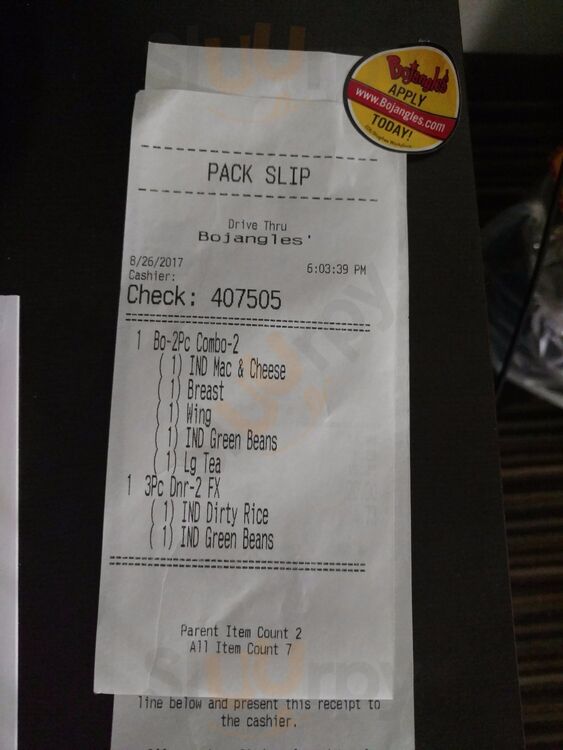 Bojangles'
APPLY
www.Bojangles.com
TODAY!
PACK SLIP
Drive Thru
Bojangles'
8/26/2017 6:03:39 PM
Cashier:
Check: 407505
1 Bo-2Pc Combo-2
( 1) IND Mac & Cheese
( 1) Breast
( 1) Wing
( 1) IND Green Beans
( 1) Lg Tea
1 3Pc Dnr-2 FX
( 1) IND Dirty Rice
( 1) IND Green Beans
Parent Item Count 2
All Item Count 7
line below and present this receipt to
the cashier.